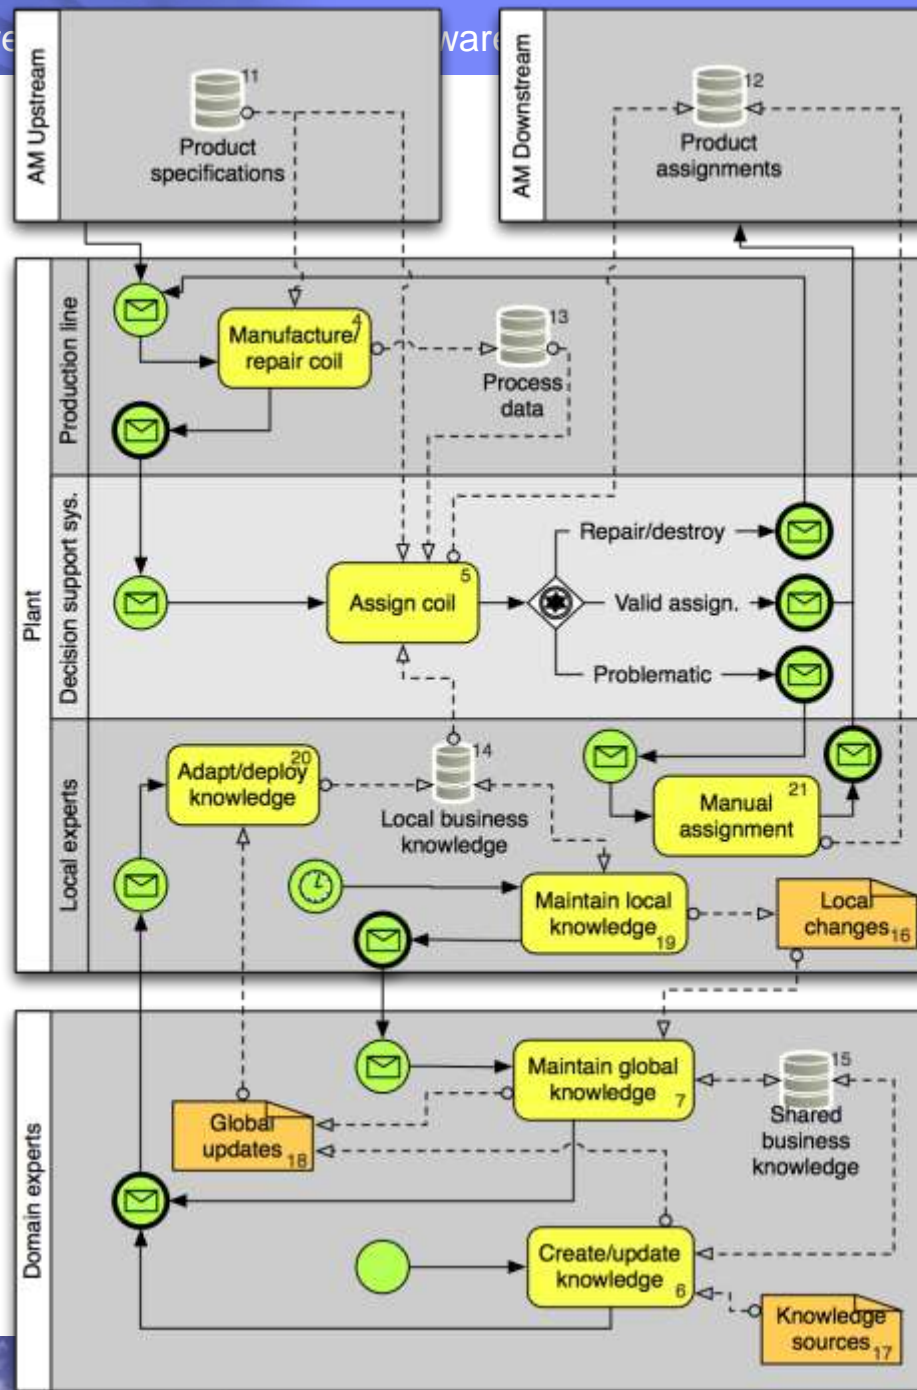 ware
AM Upstream
11
Product
specifications
AM Downstream
12
Product
assignments
Plant
Production line
4
Manufacture/
repair coil
13
Process
data
Decision support sys.
5
Assign coil
Repair/destroy
Valid assign.
Problematic
Local experts
20
Adapt/deploy
knowledge
14
Local business
knowledge
21
Manual
assignment
Maintain local
knowledge
19
Local
changes
16
Domain experts
Maintain global
knowledge
7
15
Shared
business
knowledge
Global
updates
18
Create/update
knowledge
6
Knowledge
sources
17